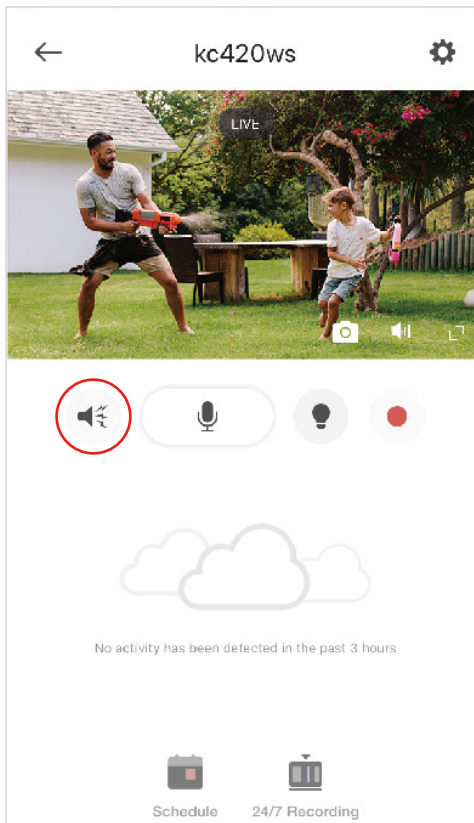 kc420ws
LIVE
No activity has been detected in the past 3 hours
Schedule
24/7 Recording